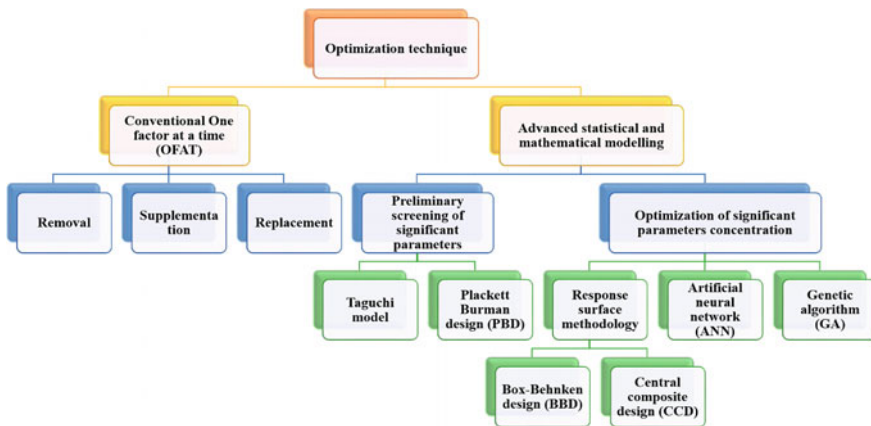 Optimization technique
Conventional One
factor at a time
(OFAT)
Advanced statistical and
mathematical modelling
Removal
Supplementa
tion
Replacement
Preliminary
screening of
significant
parameters
Optimization of significant
parameters concentration
Taguchi
model
Plackett
Burman
design (PBD)
Response
surface
methodology
Artificial
neural
network
(ANN)
Genetic
algorithm
(GA)
Box-Behnken
design (BBD)
Central
composite
design (CCD)